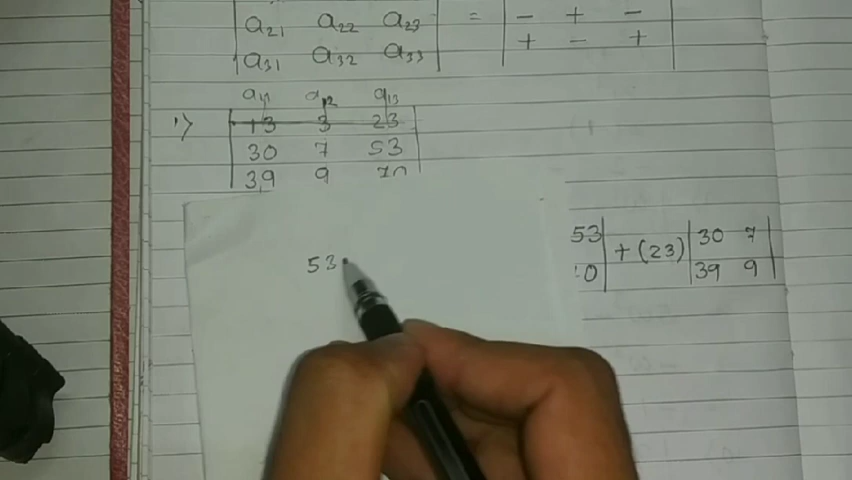 a21 a22 a23 = - + -
a31 a32 a33 + - +
a11 a12 a13
1) 13 3 23
30 7 53
39 9 70
53 + (23) 30 7
0 39 9
53